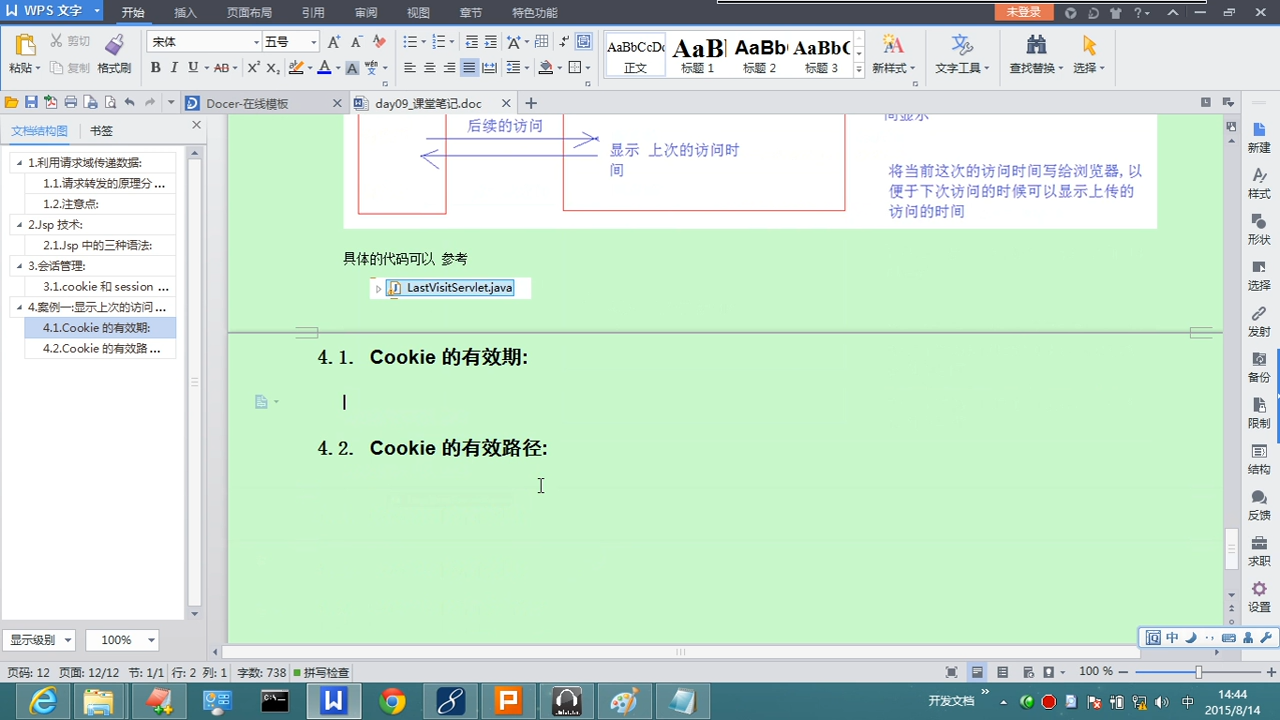 WPS 文字
开始
插入
页面布局
引用
审阅
视图
章节
特色功能
未登录
粘贴
剪切
复制
格式刷
宋体
五号
AaBbCcDd
正文
AaBl
标题 1
AaBb
标题 2
AaBbC
标题 3
新样式
文字工具
查找替换
选择
Docer-在线模板
day09_课堂笔记.doc
文档结构图
书签
1.利用请求域传递数据:
1.1.请求转发的原理分 ...
1.2.注意点:
2.Jsp 技术:
2.1.Jsp 中的三种语法:
3.会话管理:
3.1.cookie 和 session ...
4.案例一:显示上次的访问 ...
4.1.Cookie 的有效期:
4.2.Cookie 的有效路 ...
显示级别
100%
后续的访问
显示 上次的访问时
间
间显示
将当前这次的访问时间写给浏览器, 以
便于下次访问的时候可以显示上传的
访问的时间
具体的代码可以 参考
LastVisitServlet.java
4.1. Cookie 的有效期:
4.2. Cookie 的有效路径:
新建
样式
形状
选择
发射
备份
限制
结构
反馈
求职
设置
中
页码: 12 页面: 12/12 节: 1/1 行: 2 列: 1 字数: 738 拼写检查
100 %
开发文档
中
14:44
2015/8/14